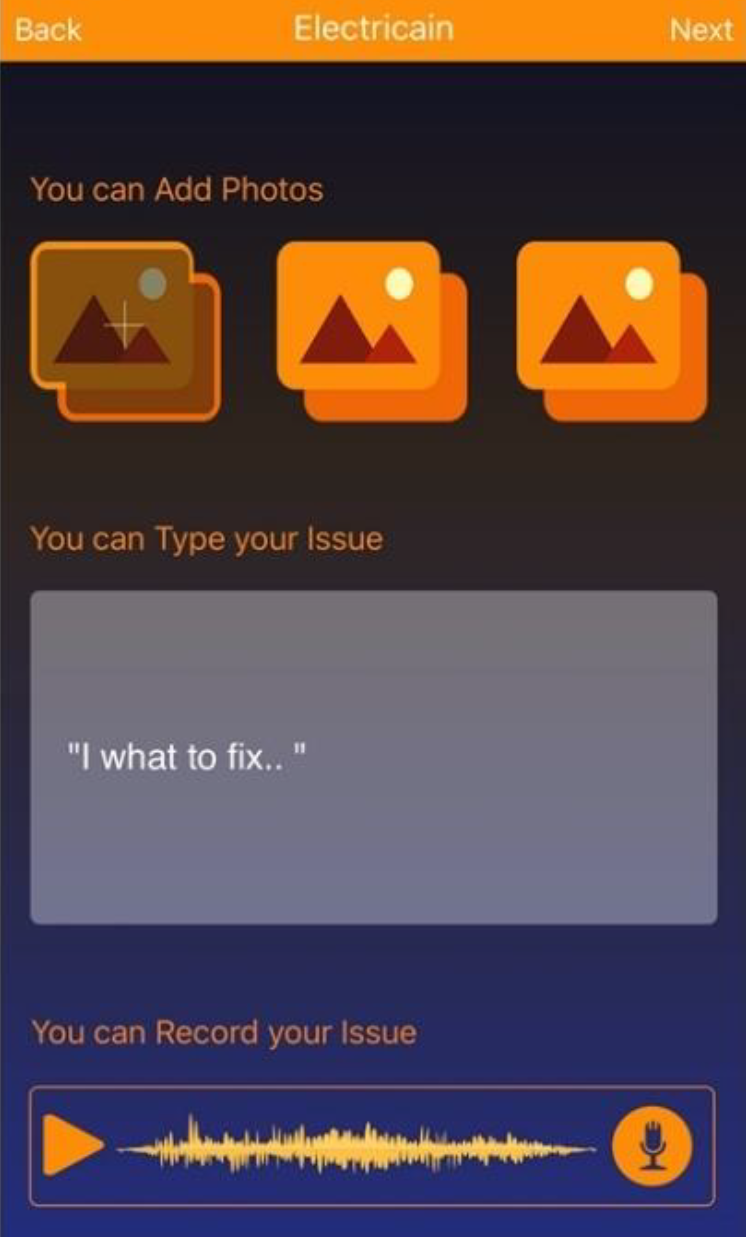 Back Electricain Next
You can Add Photos
You can Type your Issue
"I what to fix.. "
You can Record your Issue